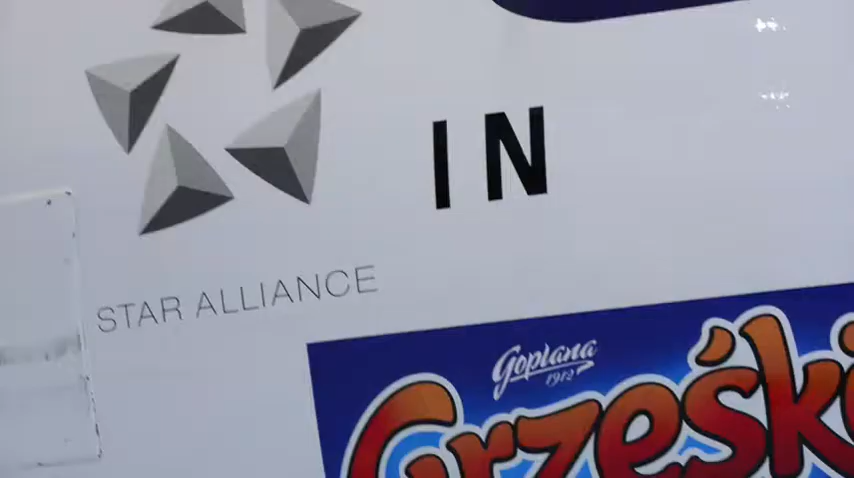 IN
STAR ALLIANCE
Goplana
1912
Grześki